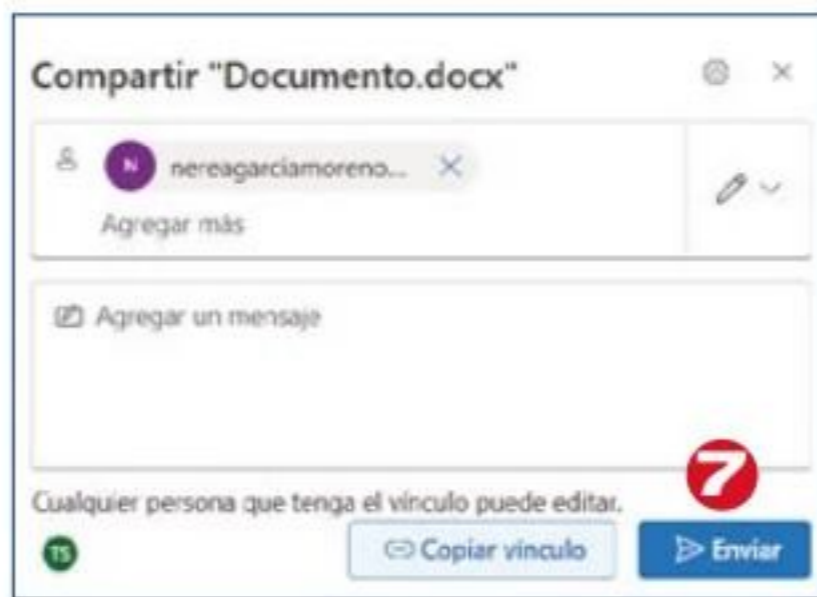 Compartir "Documento.docx"
N nereagarciamoreno...
Agregar más
Agregar un mensaje
7
Cualquier persona que tenga el vínculo puede editar.
TS Copiar vínculo Enviar